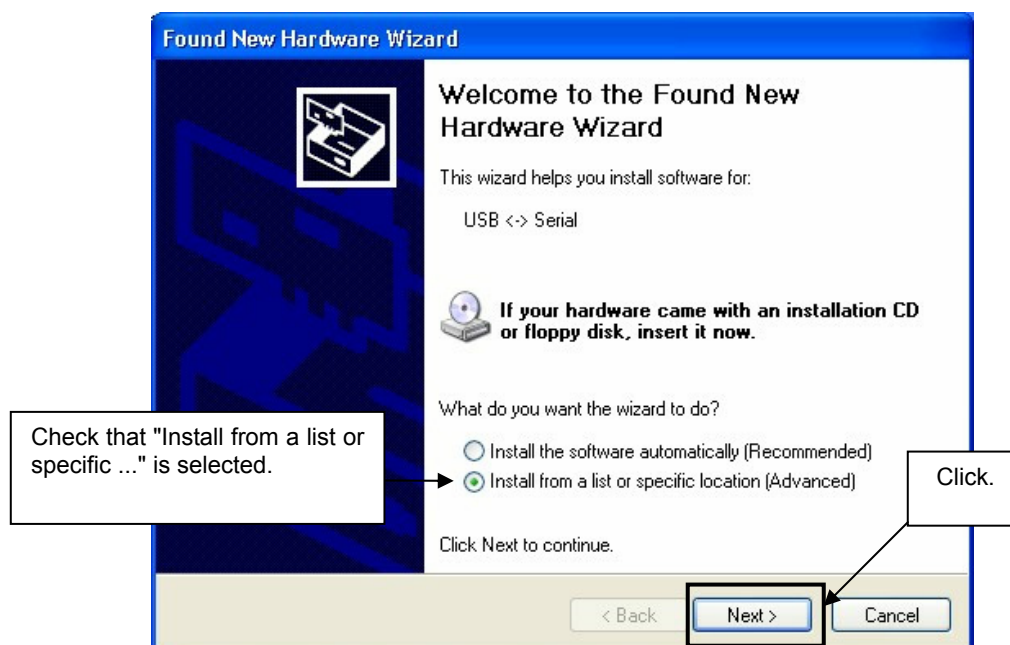 Found New Hardware Wizard
Welcome to the Found New
Hardware Wizard
This wizard helps you install software for:
USB <-> Serial
If your hardware came with an installation CD
or floppy disk, insert it now.
What do you want the wizard to do?
Check that "Install from a list or
specific ..." is selected.
Install the software automatically (Recommended)
Install from a list or specific location (Advanced)
Click.
Click Next to continue.
< Back
Next >
Cancel